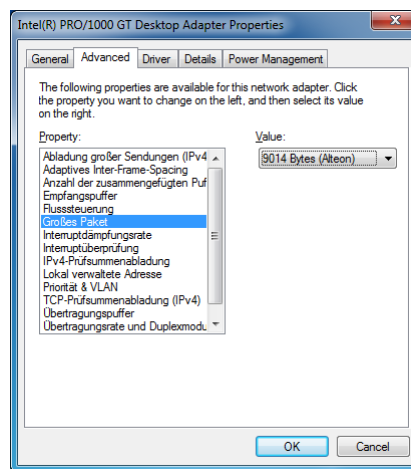 Intel(R) PRO/1000 GT Desktop Adapter Properties
General Advanced Driver Details Power Management
The following properties are available for this network adapter. Click
the property you want to change on the left, and then select its value
on the right.
Property:
Value:
Abladung großer Sendungen (IPv4
9014 Bytes (Alteon)
Adaptives Inter-Frame-Spacing
Anzahl der zusammengefügten Puf
Empfangspuffer
Flusssteuerung
Großes Paket
Interruptdämpfungsrate
Interruptüberprüfung
IPv4-Prüfsummenabladung
Lokal verwaltete Adresse
Priorität & VLAN
TCP-Prüfsummenabladung (IPv4)
Übertragungspuffer
Übertragungsrate und Duplexmodu
OK Cancel